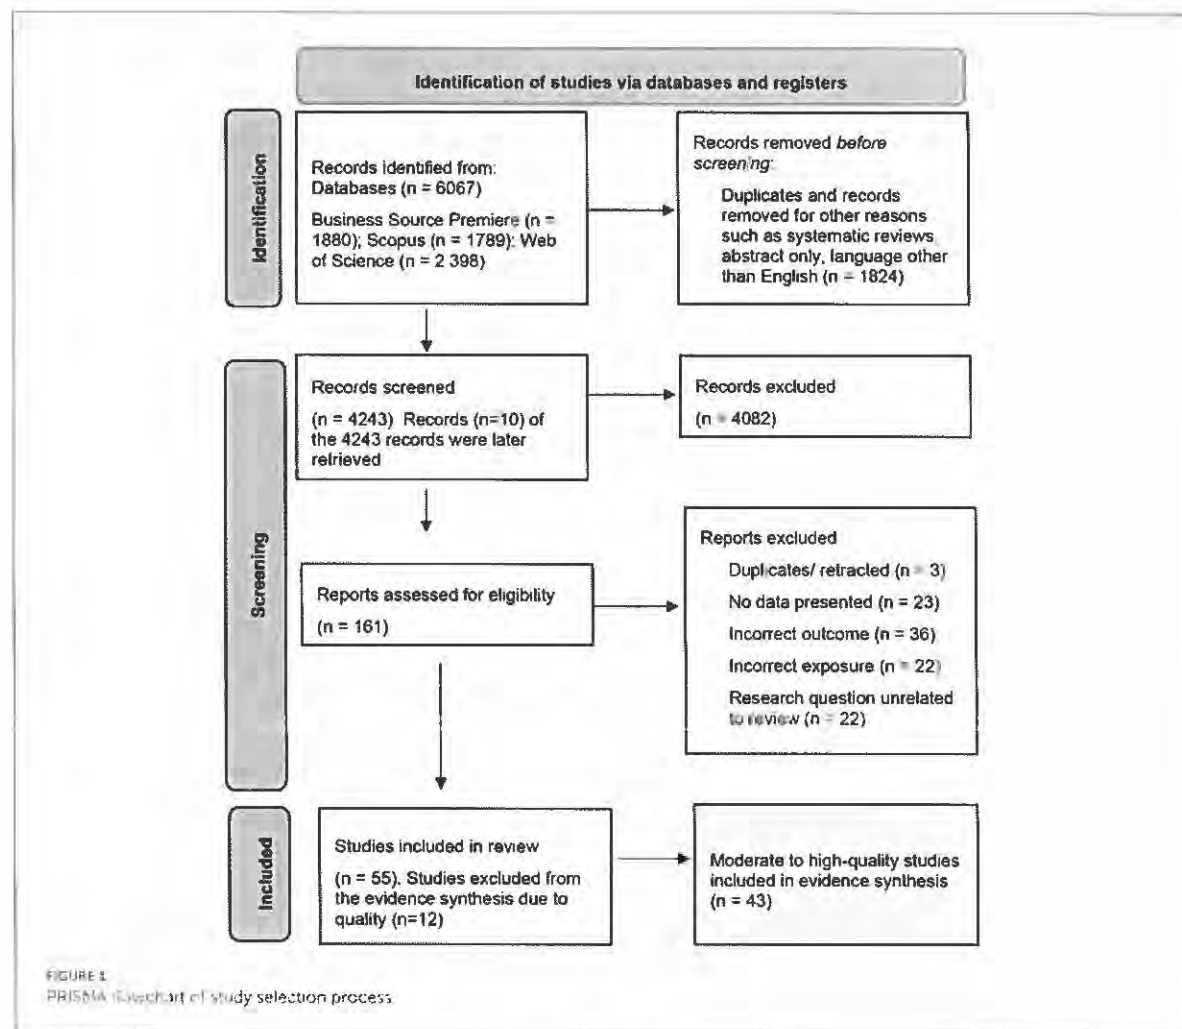 Identification of studies via databases and registers
Identification
Records identified from:
Databases (n = 6067)
Business Source Premiere (n =
1880); Scopus (n = 1789): Web
of Science (n = 2 398)
Records removed before
screening:
Duplicates and records
removed for other reasons
such as systematic reviews
abstract only, language other
than English (n = 1824)
Screening
Records screened
(n = 4243) Records (n=10) of
the 4243 records were later
retrieved
Records excluded
(n = 4082)
Reports assessed for eligibility
(n = 161)
Reports excluded
Duplicates/ retracled (n = 3)
No data presented (n = 23)
Incorrect outcome (n = 36)
Incorrect exposure (n = 22)
Research question unrelated
to review (n = 22)
Included
Studies included in review
(n = 55). Studies excluded from
the evidence synthesis due to
quality (n=12)
Moderate to high-quality studies
included in evidence synthesis
(n = 43)
FIGURE 1
PRISMA flowchart of study selection process